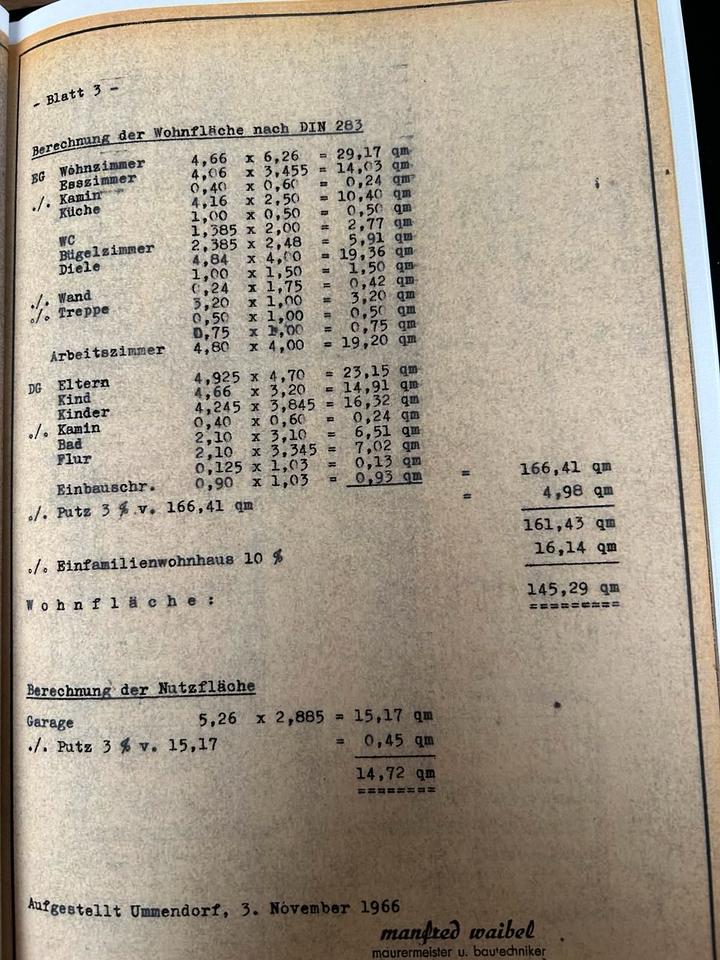 - Blatt 3 -
Berechnung der Wohnfläche nach DIN 283
EG Wohnzimmer 4,66 x 6,26 = 29,17 qm
Esszimmer 4,06 x 3,455 = 14,03 qm
./. Kamin 0,40 x 0,60 = 0,24 qm
Küche 4,16 x 2,50 = 10,40 qm
1,00 x 0,50 = 0,50 qm
WC 1,385 x 2,00 = 2,77 qm
Bügelzimmer 2,385 x 2,48 = 5,91 qm
Diele 4,84 x 4,00 = 19,36 qm
1,00 x 1,50 = 1,50 qm
./. Wand 0,24 x 1,75 = 0,42 qm
./. Treppe 3,20 x 1,00 = 3,20 qm
0,50 x 1,00 = 0,50 qm
0,75 x 1,00 = 0,75 qm
Arbeitszimmer 4,80 x 4,00 = 19,20 qm
DG Eltern 4,925 x 4,70 = 23,15 qm
Kind 4,66 x 3,20 = 14,91 qm
Kinder 4,245 x 3,845 = 16,32 qm
./. Kamin 0,40 x 0,60 = 0,24 qm
Bad 2,10 x 3,10 = 6,51 qm
Flur 2,10 x 3,345 = 7,02 qm
0,125 x 1,03 = 0,13 qm
Einbauschr. 0,90 x 1,03 = 0,93 qm = 166,41 qm
./. Putz 3 % v. 166,41 qm = 4,98 qm
161,43 qm
./. Einfamilienwohnhaus 10 % 16,14 qm
W o h n f l ä c h e : 145,29 qm
=========
Berechnung der Nutzfläche
Garage 5,26 x 2,885 = 15,17 qm
./. Putz 3 % v. 15,17 = 0,45 qm
14,72 qm
========
Aufgestellt Ummendorf, 3. November 1966
manfred waibel
maurermeister u. bautechniker